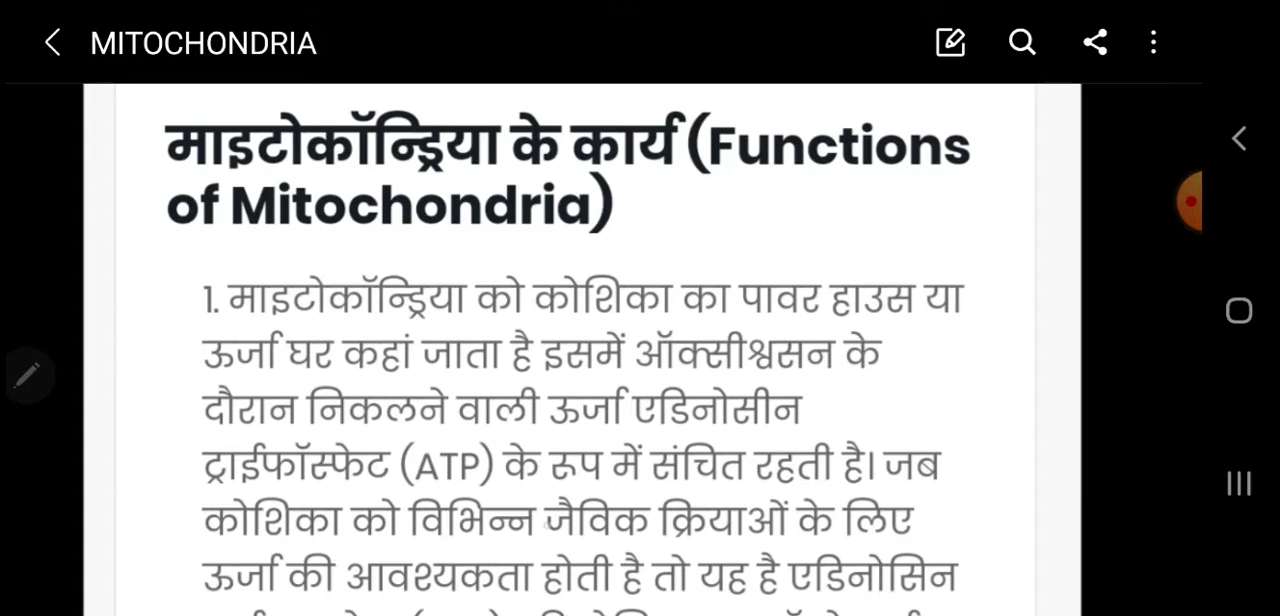 MITOCHONDRIA
माइटोकॉन्ड्रिया के कार्य (Functions
of Mitochondria)
1. माइटोकॉन्ड्रिया को कोशिका का पावर हाउस या
ऊर्जा घर कहां जाता है इसमें ऑक्सीश्वसन के
दौरान निकलने वाली ऊर्जा एडिनोसीन
ट्राईफॉस्फेट (ATP) के रूप में संचित रहती है। जब
कोशिका को विभिन्न जैविक क्रियाओं के लिए
ऊर्जा की आवश्यकता होती है तो यह है एडिनोसिन